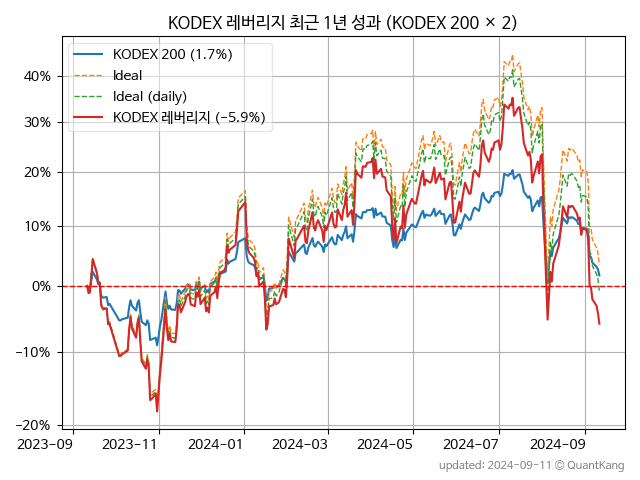 KODEX 레버리지 최근 1년 성과 (KODEX 200 × 2)
KODEX 200 (1.7%)
Ideal
Ideal (daily)
KODEX 레버리지 (−5.9%)
40%
30%
20%
10%
0%
−10%
−20%
2023-09
2023-11
2024-01
2024-03
2024-05
2024-07
2024-09
updated: 2024-09-11 © QuantKang